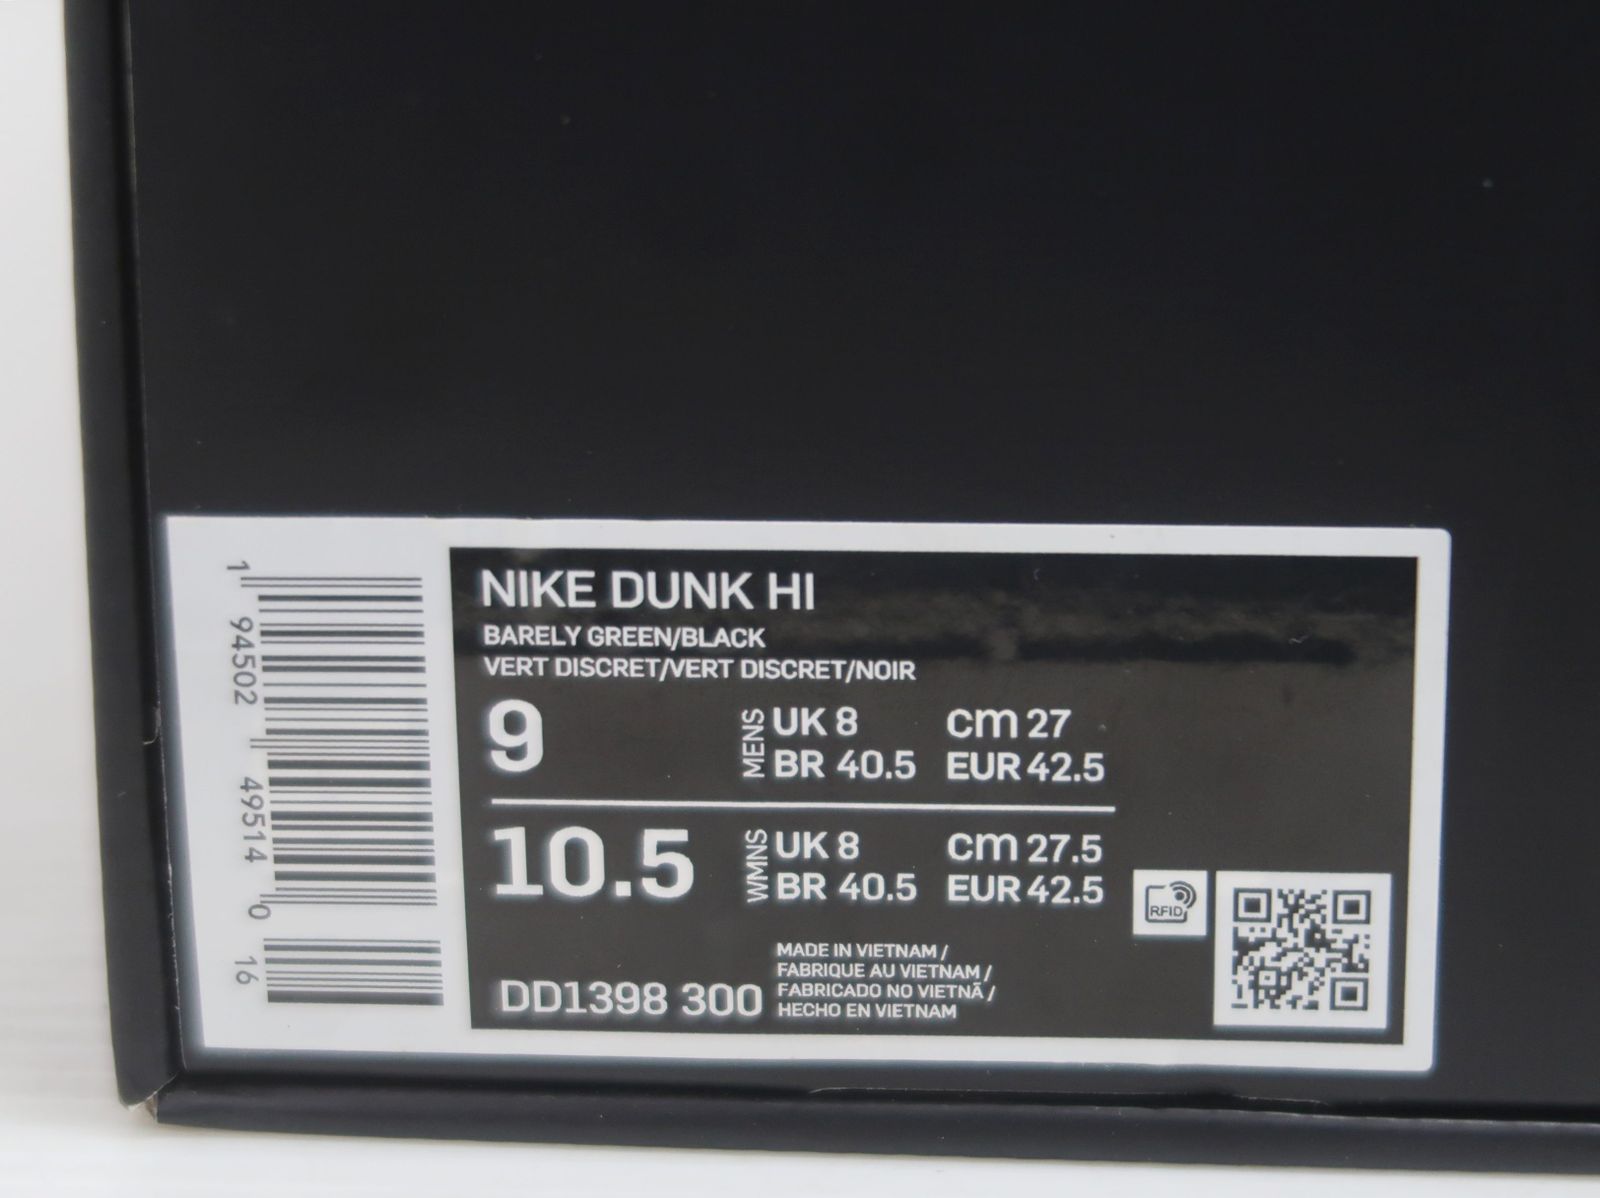 NIKE DUNK HI
BARELY GREEN/BLACK
VERT DISCRET/VERT DISCRET/NOIR
9 MENS UK 8 cm 27
BR 40.5 EUR 42.5
10.5 WMNS UK 8 cm 27.5
BR 40.5 EUR 42.5
RFID
DD1398 300
MADE IN VIETNAM /
FABRIQUE AU VIETNAM /
FABRICADO NO VIETNÃ /
HECHO EN VIETNAM
1 94502 49514 0 16